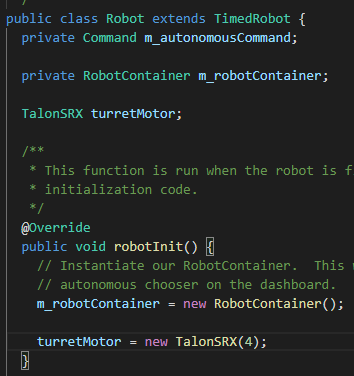 public class Robot extends TimedRobot {
private Command m_autonomousCommand;
private RobotContainer m_robotContainer;
TalonSRX turretMotor;
/**
* This function is run when the robot is f
* initialization code.
*/
@Override
public void robotInit() {
// Instantiate our RobotContainer. This
// autonomous chooser on the dashboard.
m_robotContainer = new RobotContainer();
turretMotor = new TalonSRX(4);
}